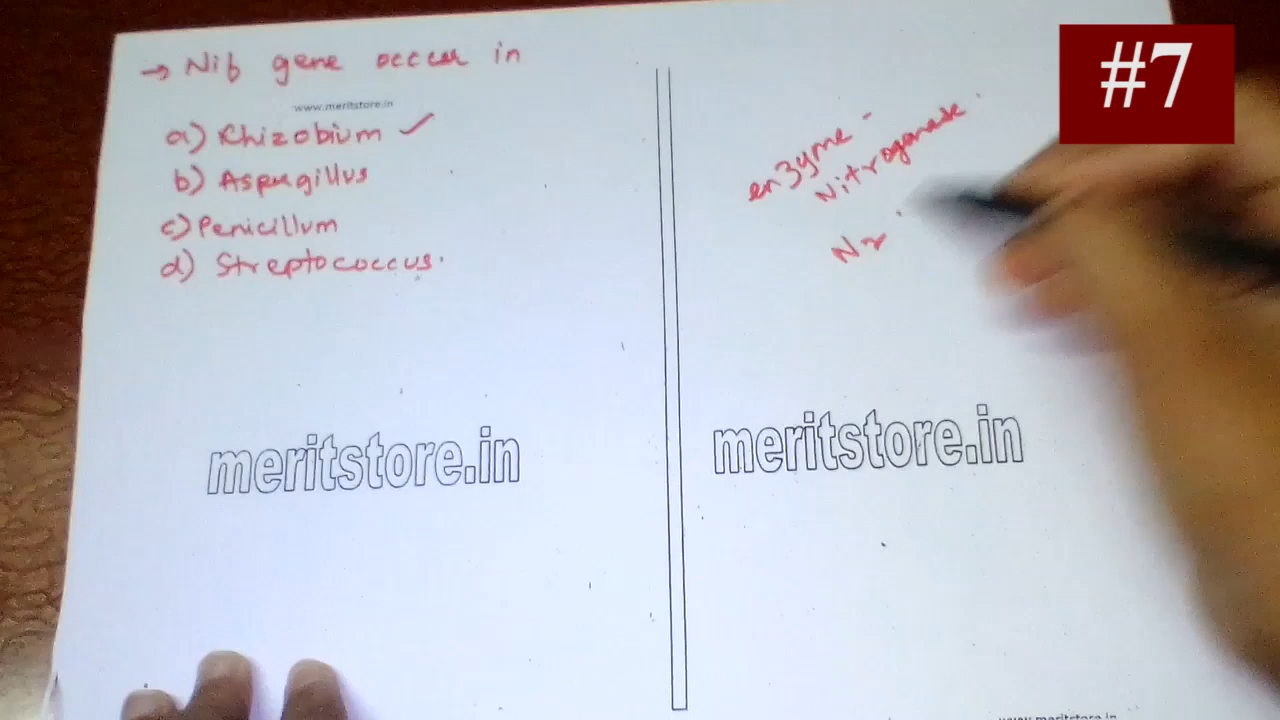 → Nif gene occur in
www.meritstore.in
a) Rhizobium ✓
b) Aspergillus
c) Penicillum
d) Streptococcus.
meritstore.in
#7
enzyme -
Nitrogenase
N2
meritstore.in
www.meritstore.in